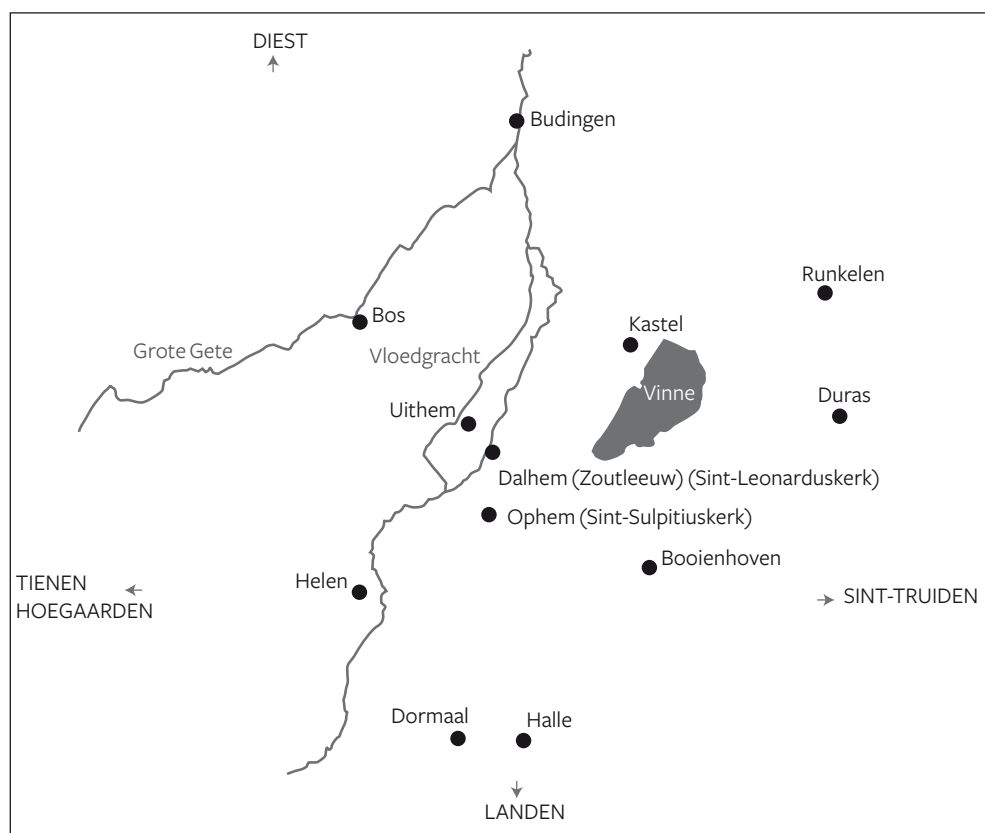 DIEST
Budingen
Runkelen
Bos
Kastel
Grote Gete
Vloedgracht
Vinne
Duras
Uithem
Dalhem (Zoutleeuw) (Sint-Leonarduskerk)
Ophem (Sint-Sulpitiuskerk)
Booienhoven
Helen
TIENEN
HOEGAARDEN
SINT-TRUIDEN
Dormaal
Halle
LANDEN